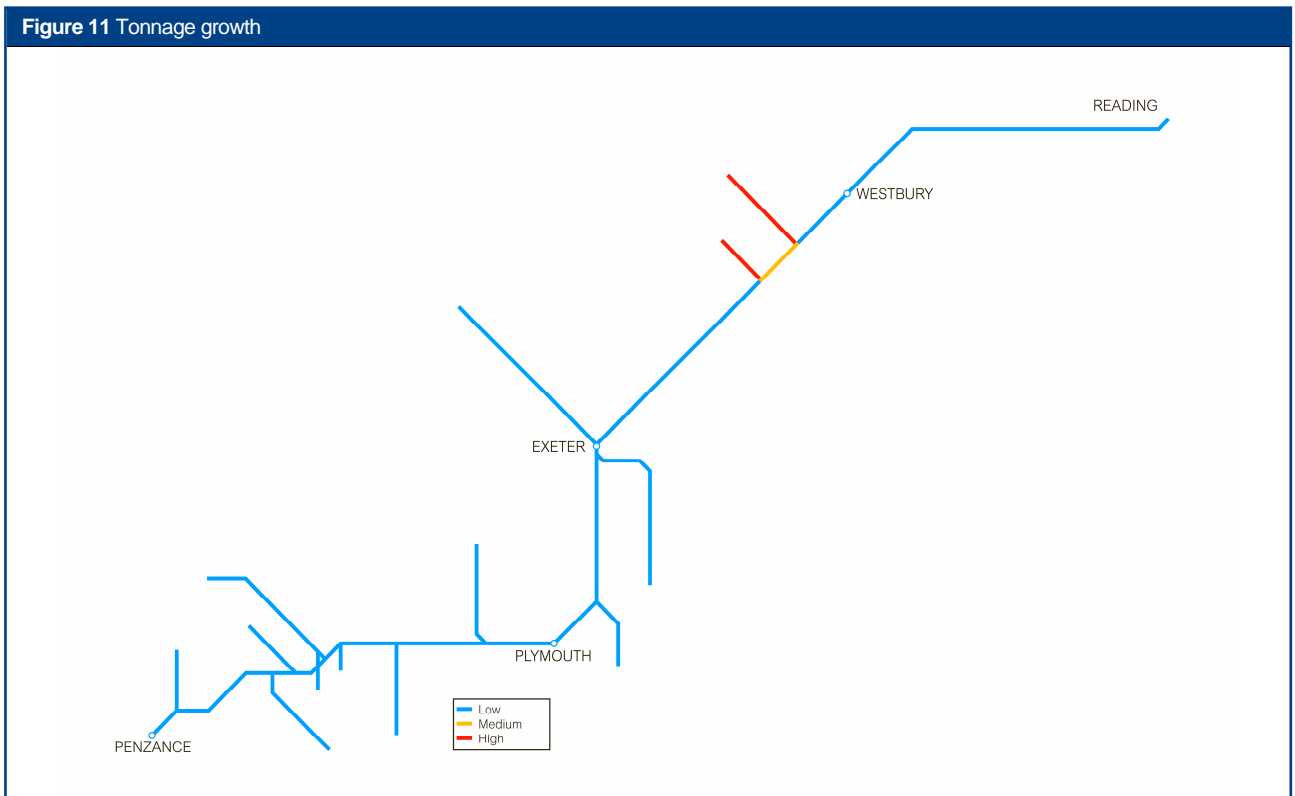 Figure 11 Tonnage growth
READING
WESTBURY
EXETER
PLYMOUTH
PENZANCE
Low
Medium
High